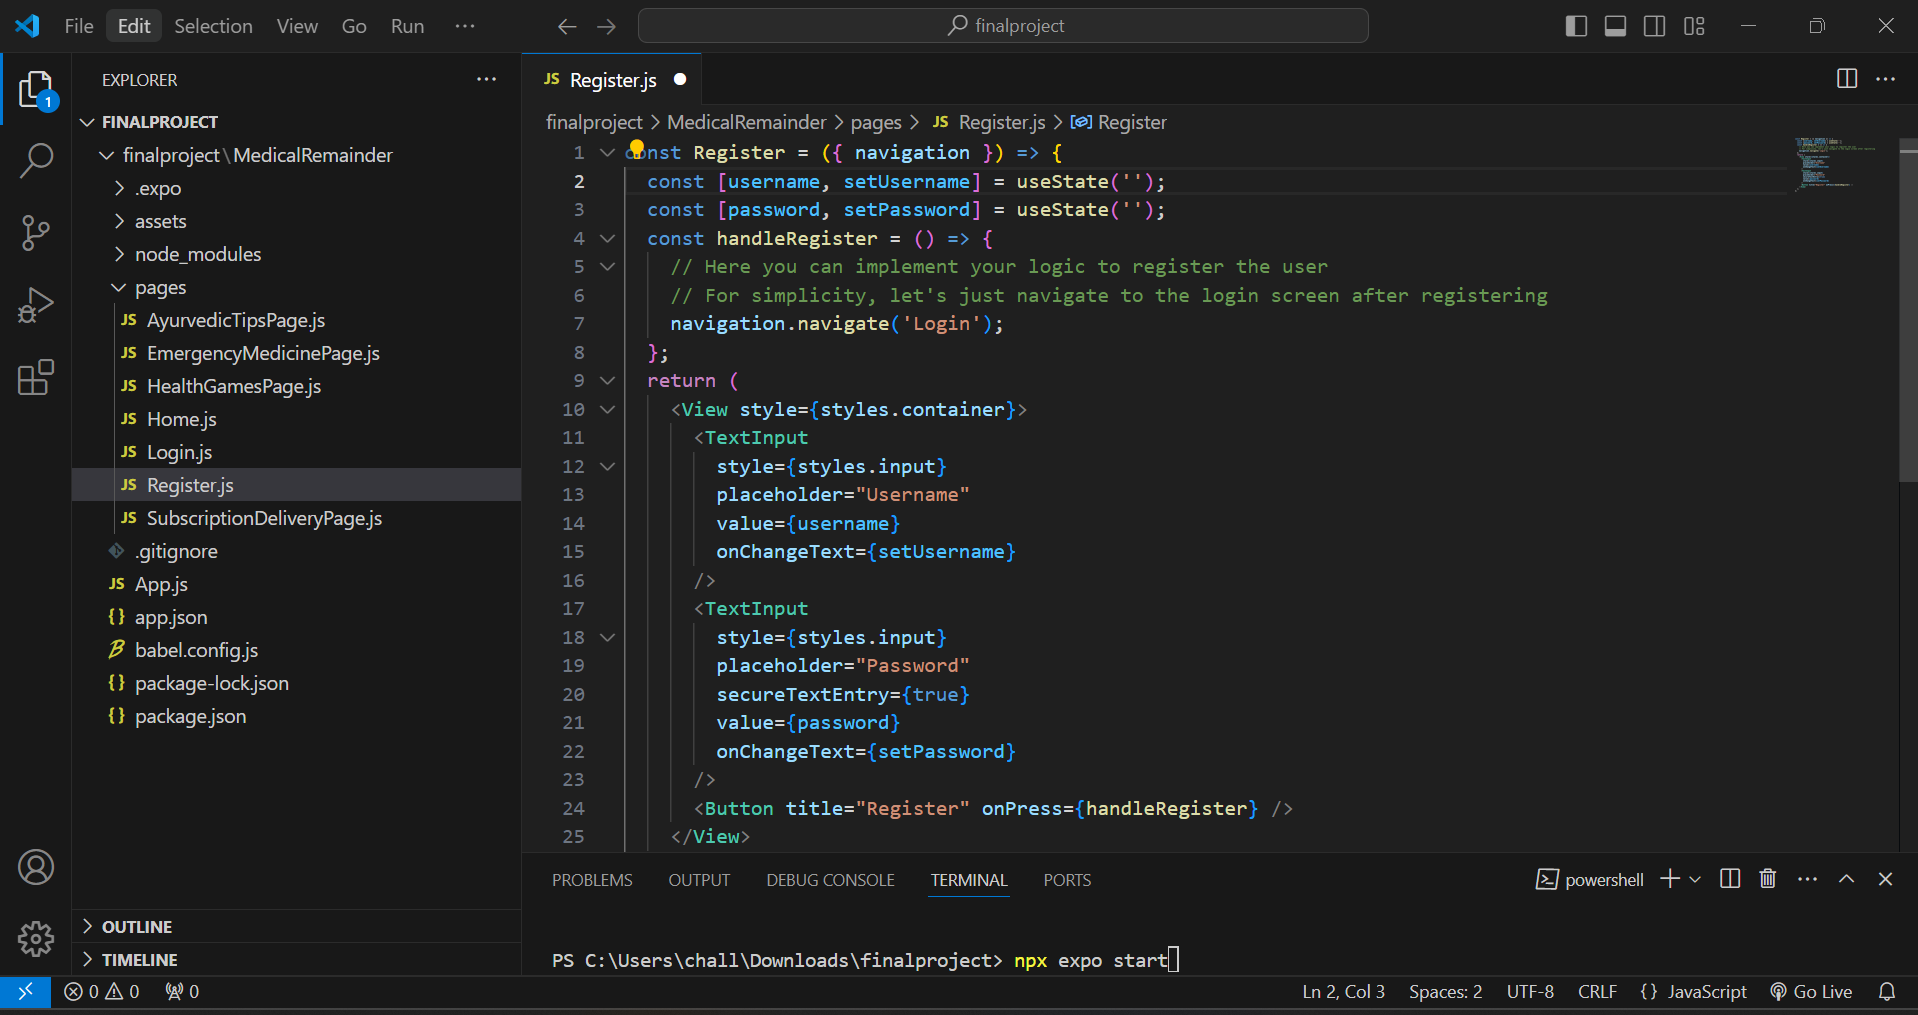 File Edit Selection View Go Run ··· finalproject
EXPLORER ···
FINALPROJECT
finalproject\MedicalRemainder
.expo
assets
node_modules
pages
JS AyurvedicTipsPage.js
JS EmergencyMedicinePage.js
JS HealthGamesPage.js
JS Home.js
JS Login.js
JS Register.js
JS SubscriptionDeliveryPage.js
.gitignore
JS App.js
{} app.json
babel.config.js
{} package-lock.json
{} package.json
OUTLINE
TIMELINE
1
JS Register.js
finalproject > MedicalRemainder > pages > JS Register.js > Register
1 const Register = ({ navigation }) => {
2 const [username, setUsername] = useState('');
3 const [password, setPassword] = useState('');
4 const handleRegister = () => {
5 // Here you can implement your logic to register the user
6 // For simplicity, let's just navigate to the login screen after registering
7 navigation.navigate('Login');
8 };
9 return (
10 <View style={styles.container}>
11 <TextInput
12 style={styles.input}
13 placeholder="Username"
14 value={username}
15 onChangeText={setUsername}
16 />
17 <TextInput
18 style={styles.input}
19 placeholder="Password"
20 secureTextEntry={true}
21 value={password}
22 onChangeText={setPassword}
23 />
24 <Button title="Register" onPress={handleRegister} />
25 </View>
PROBLEMS OUTPUT DEBUG CONSOLE TERMINAL PORTS powershell
PS C:\Users\chall\Downloads\finalproject> npx expo start
0 0 0 Ln 2, Col 3 Spaces: 2 UTF-8 CRLF {} JavaScript Go Live